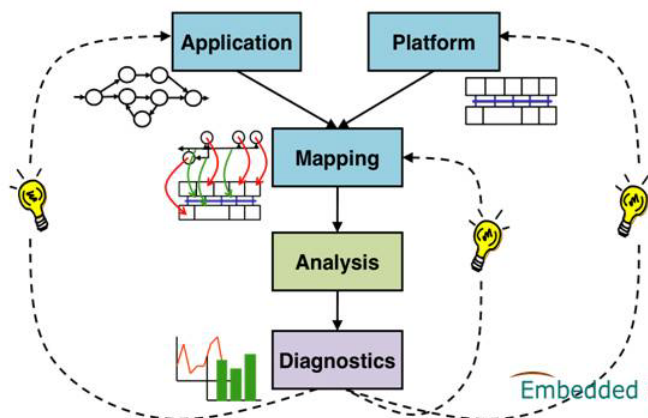 Application
Platform
Mapping
Analysis
Diagnostics
Embedded